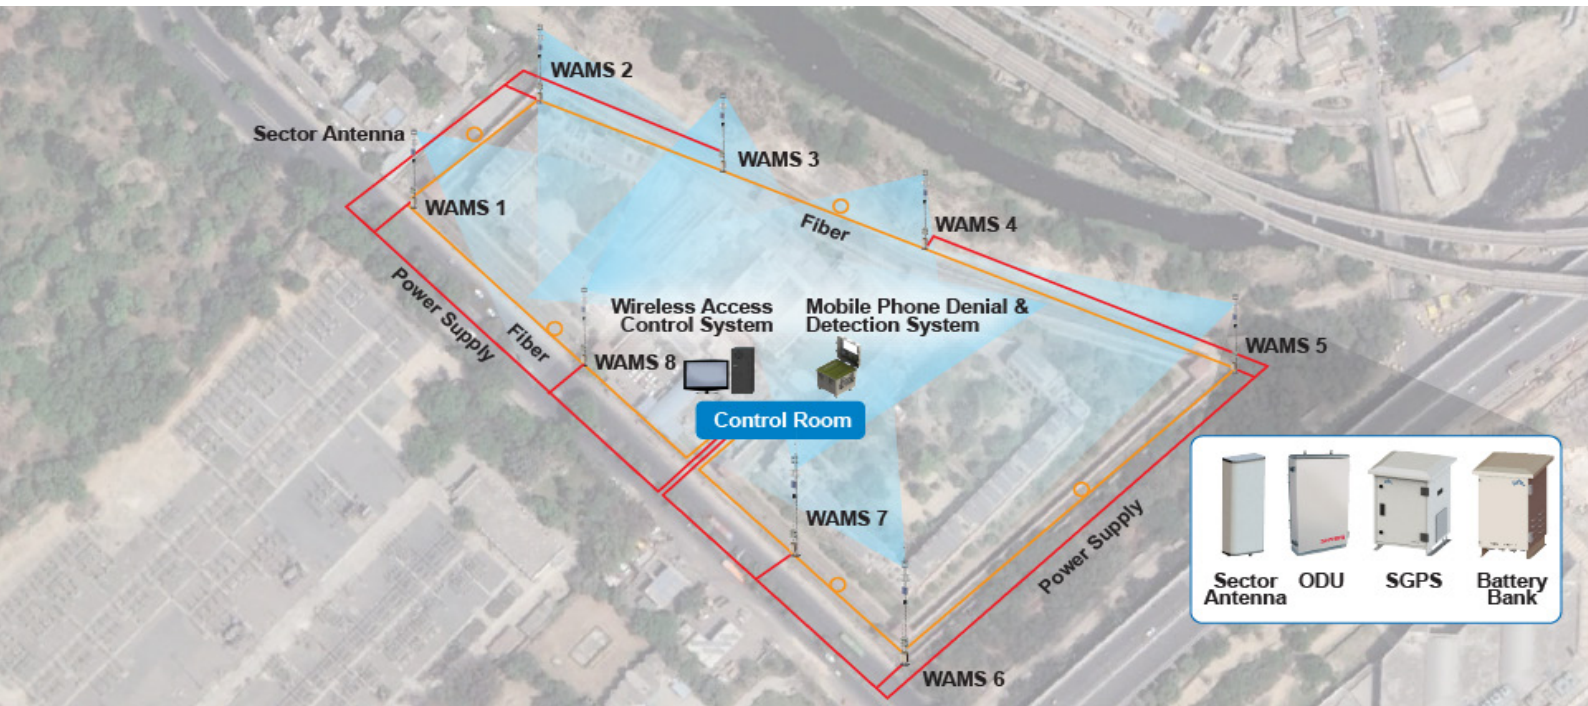 WAMS 2
Sector Antenna
WAMS 3
WAMS 1
Fiber
WAMS 4
Power Supply
Fiber
Wireless Access
Control System
Mobile Phone Denial &
Detection System
WAMS 5
WAMS 8
Control Room
WAMS 7
Power Supply
WAMS 6
Sector
Antenna
ODU
SGPS
Battery
Bank